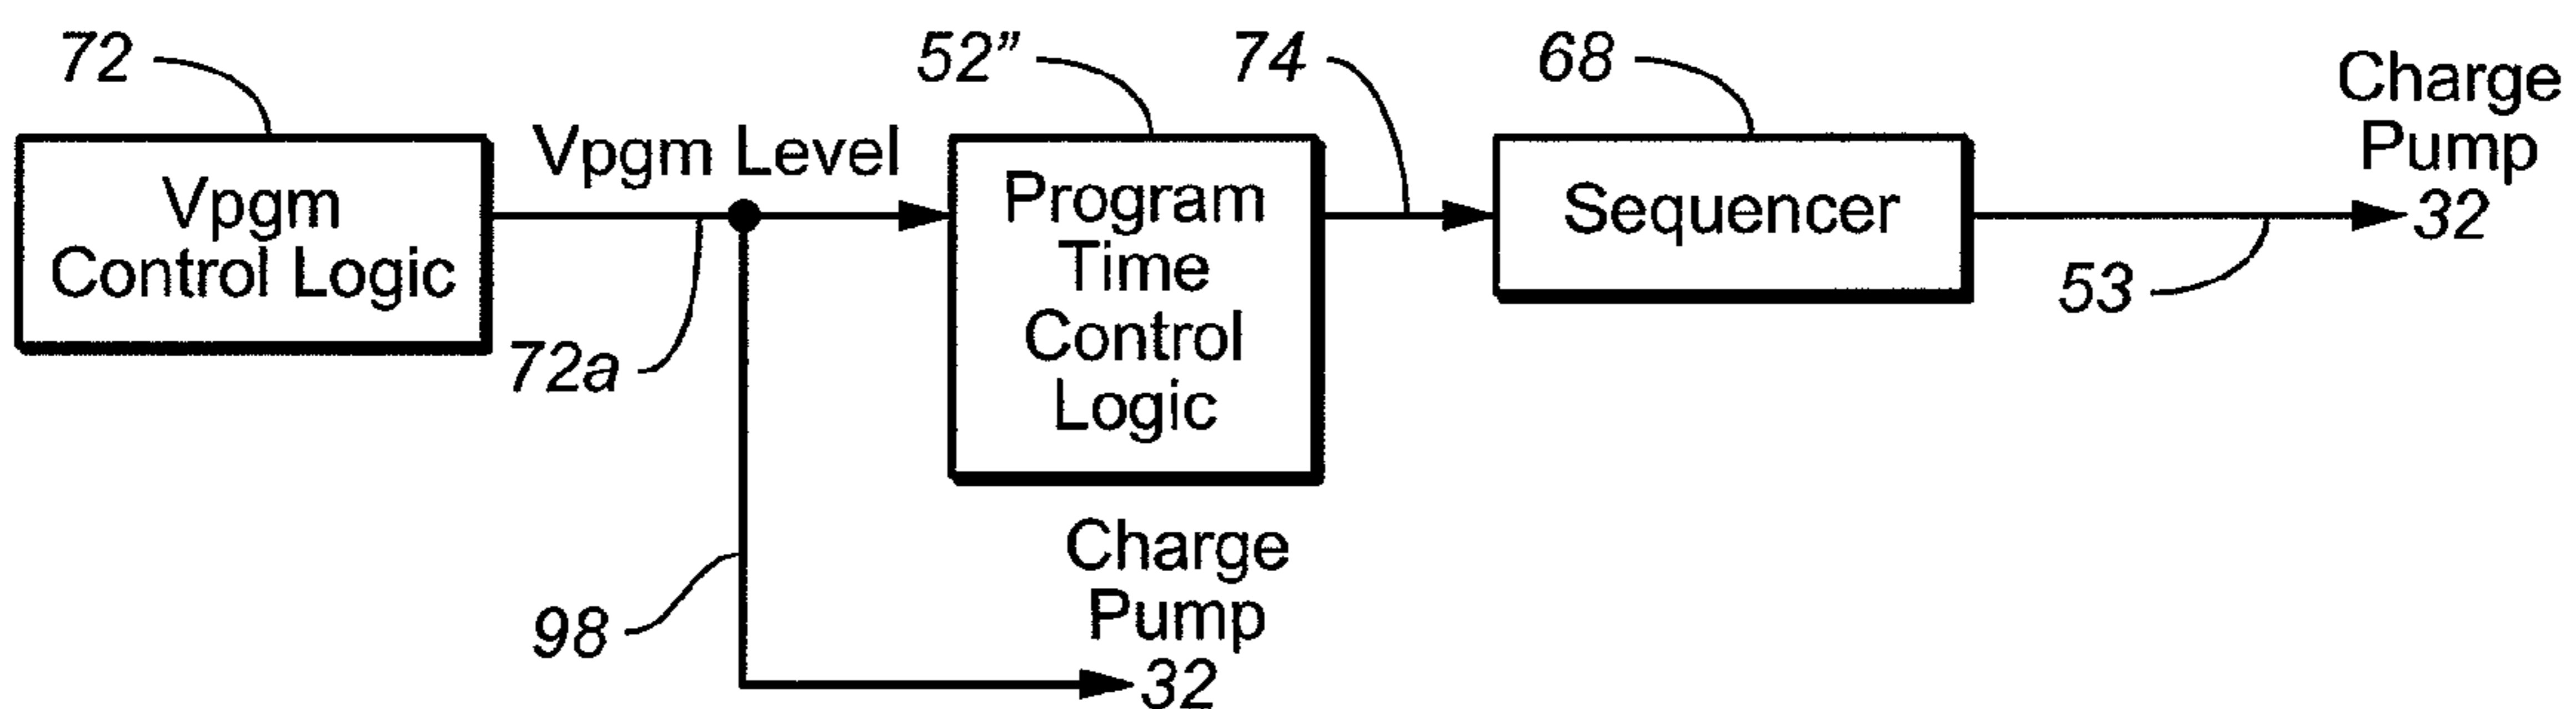 72
52”
74
68
Charge
Pump
32
Vpgm
Control Logic
Vpgm Level
Program
Time
Control
Logic
Sequencer
72a
53
98
Charge
Pump
32